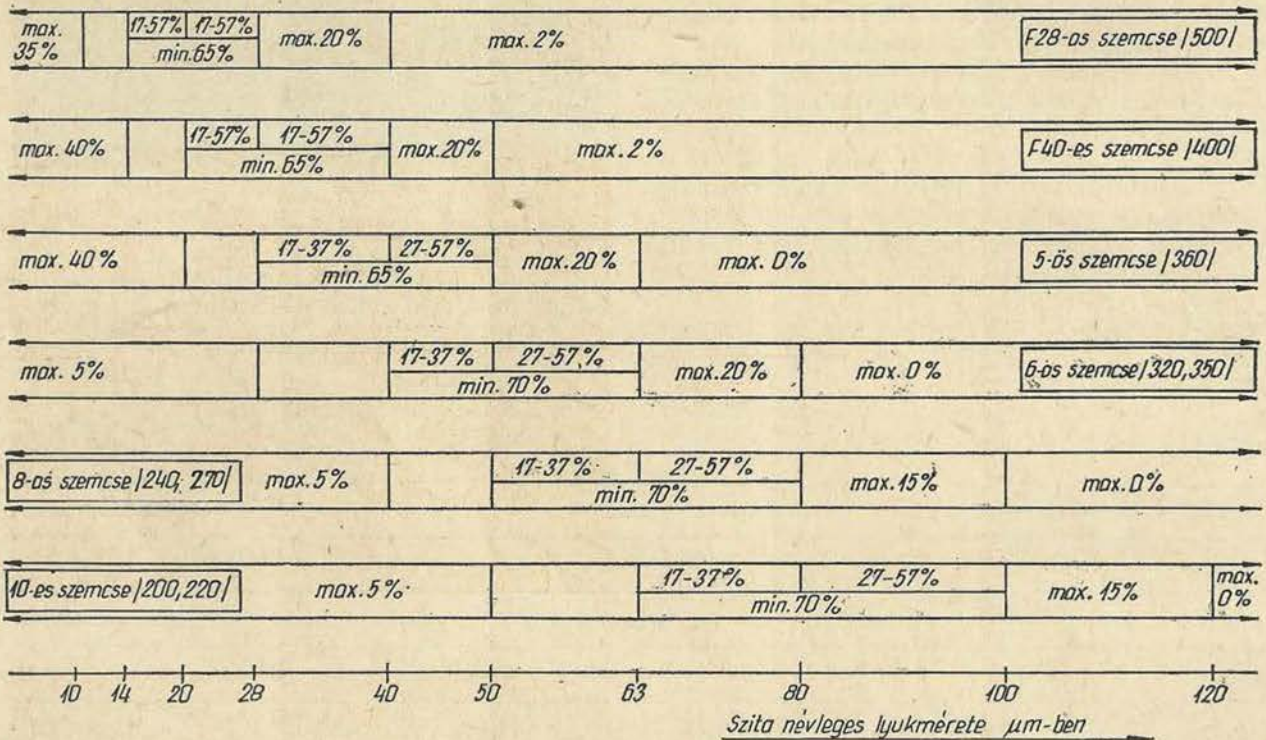 max. 35% 17-57% 17-57% max.20% max.2% F28-as szemcse /500/
min.65%
max. 40% 17-57% 17-57% max.20% max.2% F40-es szemcse /400/
min.65%
max. 40% 17-37% 27-57% max.20% max. 0% 5-ös szemcse /360/
min.65%
max. 5% 17-37% 27-57% max.20% max.0% 6-os szemcse /320,350/
min.70%
8-as szemcse /240, 270/ max.5% 17-37% 27-57% max.15% max.0%
min. 70%
10-es szemcse /200,220/ max.5% 17-37% 27-57% max. 15% max. 0%
min.70%
10 14 20 28 40 50 63 80 100 120
Szita névleges lyukmérete μm-ben